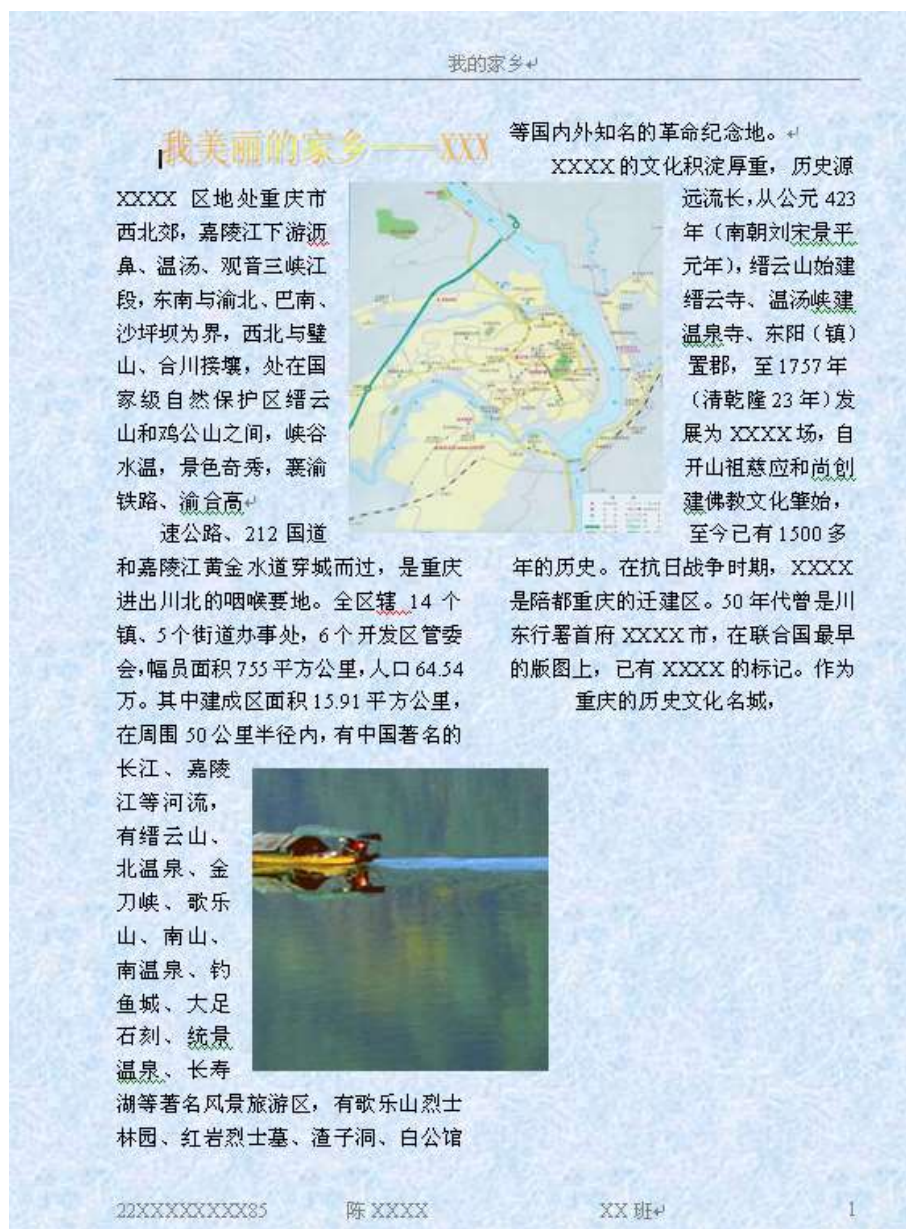 我的家乡
我美丽的家乡——XXX
XXXX 区地处重庆市
西北郊，嘉陵江下游沥
鼻、温汤、观音三峡江
段，东南与渝北、巴南、
沙坪坝为界，西北与璧
山、合川接壤，处在国
家级自然保护区缙云
山和鸡公山之间，峡谷
水温，景色奇秀，襄渝
铁路、渝合高
速公路、212 国道
和嘉陵江黄金水道穿城而过，是重庆
进出川北的咽喉要地。全区辖 14 个
镇、5个街道办事处，6个开发区管委
会，幅员面积 755 平方公里，人口 64.54
万。其中建成区面积 15.91 平方公里，
在周围 50 公里半径内，有中国著名的
长江、嘉陵
江等河流，
有缙云山、
北温泉、金
刀峡、歌乐
山、南山、
南温泉、钓
鱼城、大足
石刻、统景
温泉、长寿
湖等著名风景旅游区，有歌乐山烈士
林园、红岩烈士墓、渣子洞、白公馆
等国内外知名的革命纪念地。
XXXX 的文化积淀厚重，历史源
远流长，从公元 423
年（南朝刘宋景平
元年），缙云山始建
缙云寺、温汤峡建
温泉寺、东阳（镇）
置郡，至1757年
（清乾隆 23 年）发
展为 XXXX 场，自
开山祖慈应和尚创
建佛教文化肇始，
至今已有 1500 多
年的历史。在抗日战争时期，XXXX
是陪都重庆的迁建区。50 年代曾是川
东行署首府 XXXX 市，在联合国最早
的版图上，已有 XXXX 的标记。作为
重庆的历史文化名城，
22XXXXXXXXX85 陈 XXXX XX 班 1